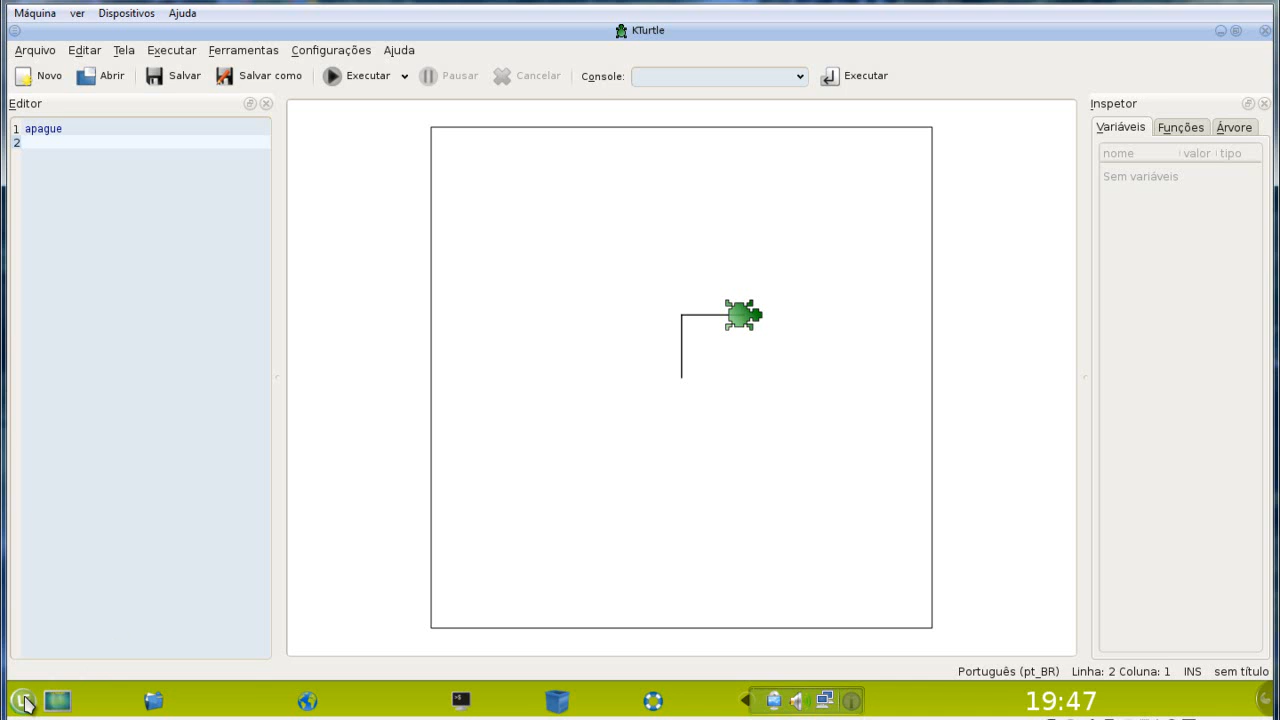 Máquina ver Dispositivos Ajuda
KTurtle
Arquivo Editar Tela Executar Ferramentas Configurações Ajuda
Novo Abrir Salvar Salvar como Executar Pausar Cancelar Console: Executar
Editor
Inspetor
1 apague
2
Variáveis Funções Árvore
nome valor tipo
Sem variáveis
Português (pt_BR) Linha: 2 Coluna: 1 INS sem título
19:47